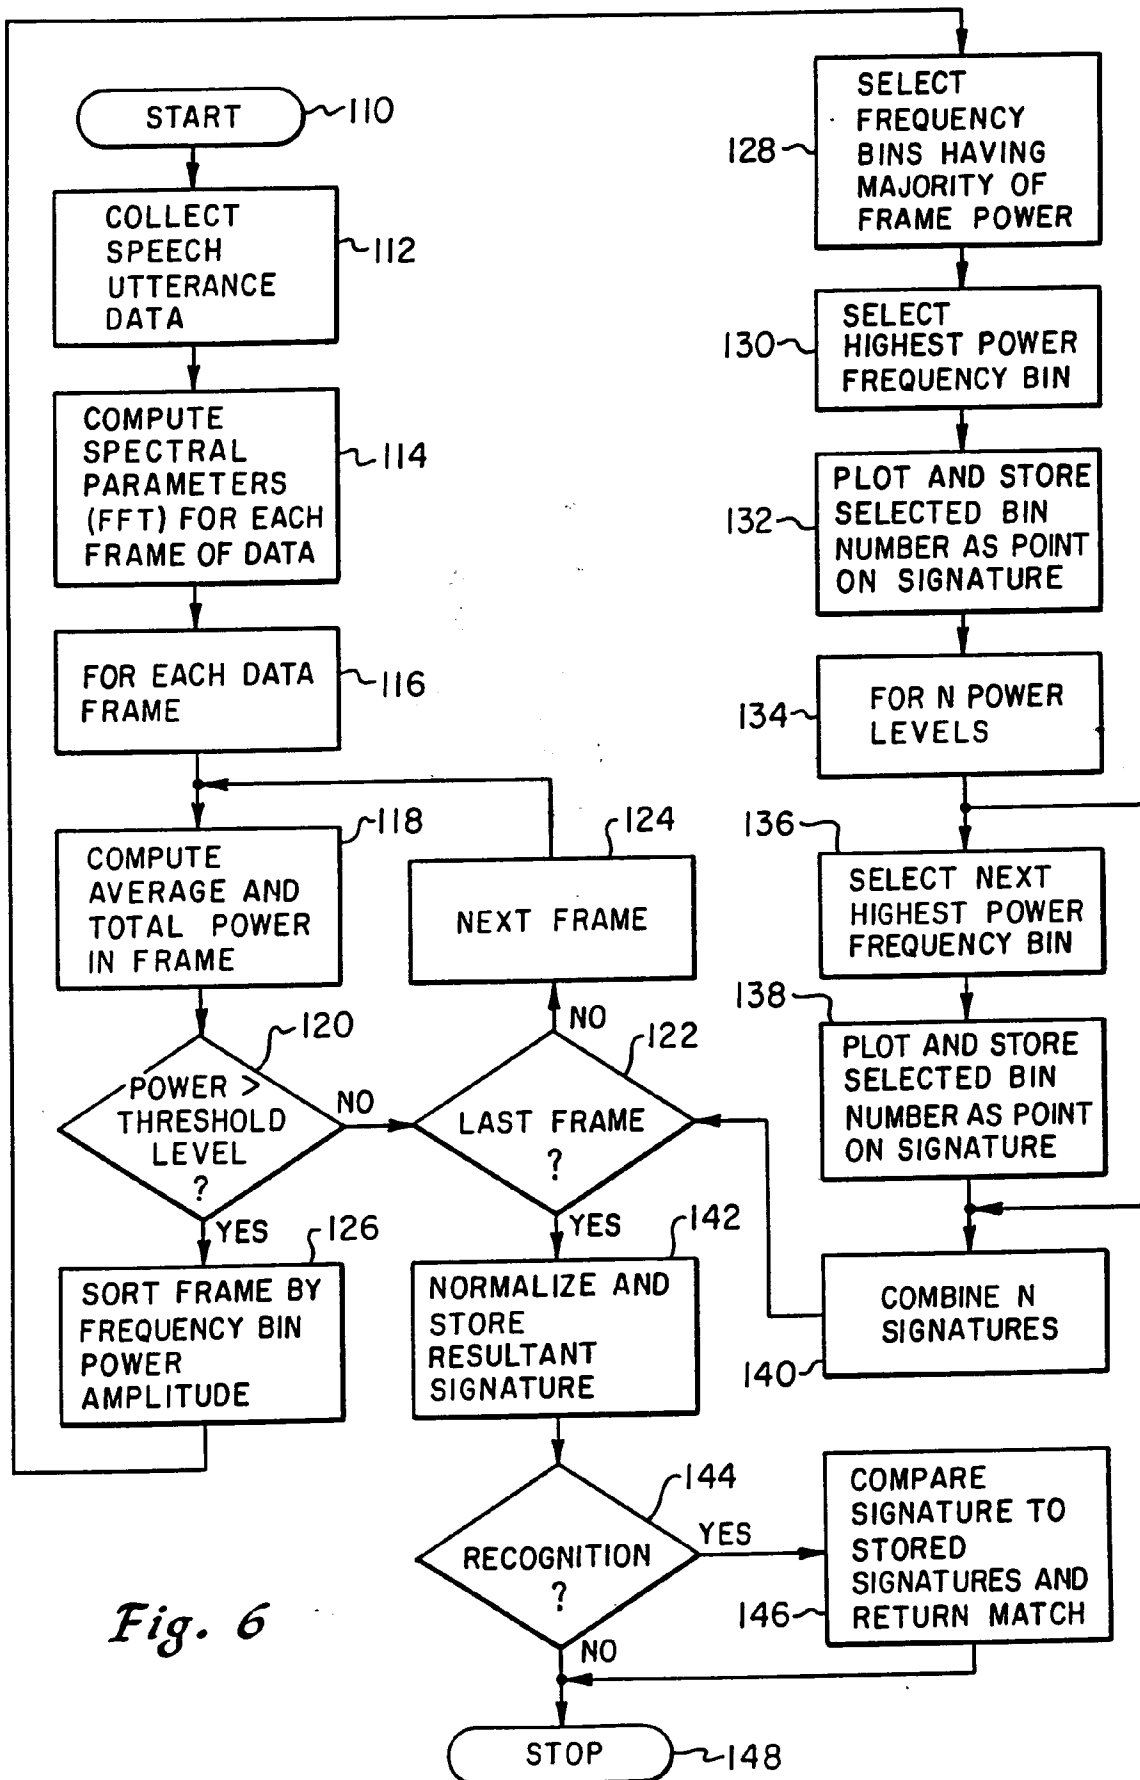 START
110
COLLECT
SPEECH
UTTERANCE
DATA
112
COMPUTE
SPECTRAL
PARAMETERS
(FFT) FOR EACH
FRAME OF DATA
114
FOR EACH DATA
FRAME
116
118
COMPUTE
AVERAGE AND
TOTAL POWER
IN FRAME
120
POWER >
THRESHOLD
LEVEL
?
NO
YES
126
SORT FRAME BY
FREQUENCY BIN
POWER
AMPLITUDE
124
NEXT FRAME
NO
122
LAST FRAME
?
YES
142
NORMALIZE AND
STORE
RESULTANT
SIGNATURE
144
RECOGNITION
?
YES
NO
STOP
148
128
SELECT
FREQUENCY
BINS HAVING
MAJORITY OF
FRAME POWER
130
SELECT
HIGHEST POWER
FREQUENCY BIN
132
PLOT AND STORE
SELECTED BIN
NUMBER AS POINT
ON SIGNATURE
134
FOR N POWER
LEVELS
136
SELECT NEXT
HIGHEST POWER
FREQUENCY BIN
138
PLOT AND STORE
SELECTED BIN
NUMBER AS POINT
ON SIGNATURE
COMBINE N
SIGNATURES
140
COMPARE
SIGNATURE TO
STORED
SIGNATURES AND
RETURN MATCH
146
Fig. 6